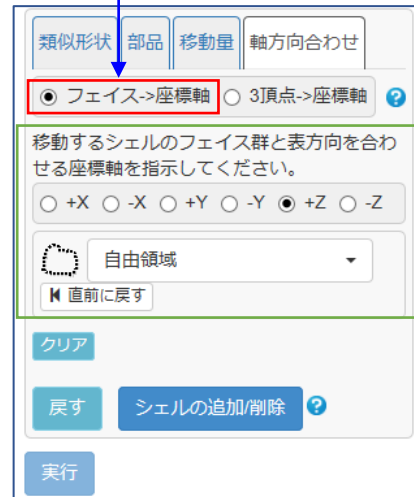 類似形状 部品 移動量 軸方向合わせ
フェイス->座標軸 3頂点->座標軸 ?
移動するシェルのフェイス群と表方向を合わ
せる座標軸を指示してください。
+X -X +Y -Y +Z -Z
自由領域
直前に戻す
クリア
戻す シェルの追加/削除 ?
実行